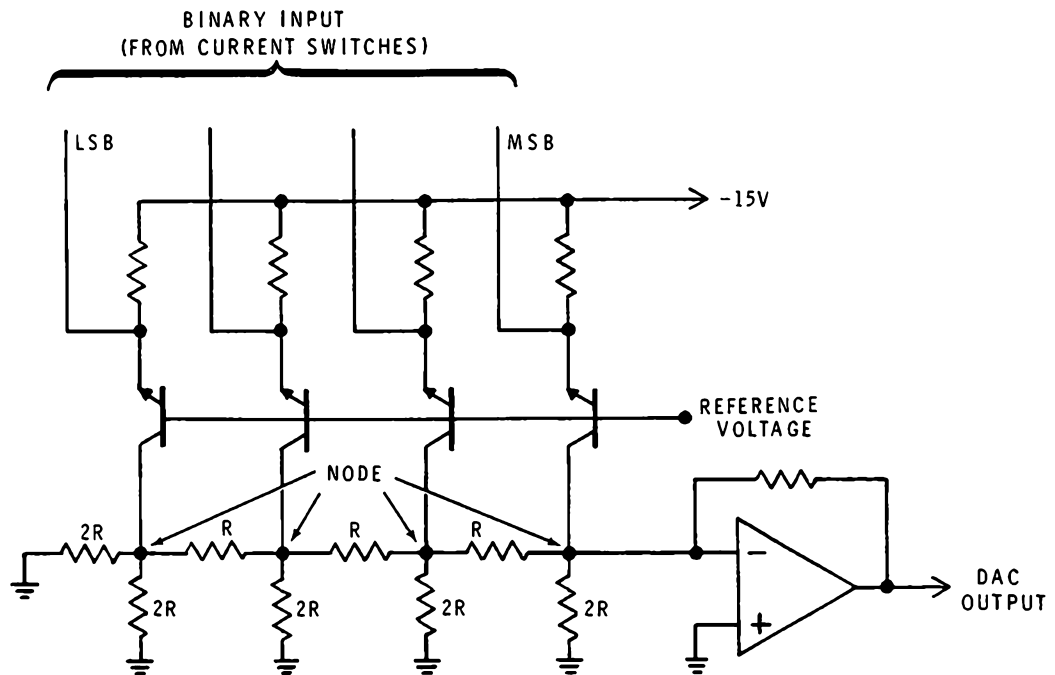 BINARY INPUT
(FROM CURRENT SWITCHES)
LSB
MSB
-15V
REFERENCE
VOLTAGE
NODE
2R
R
R
R
2R
2R
2R
2R
-
+
DAC
OUTPUT